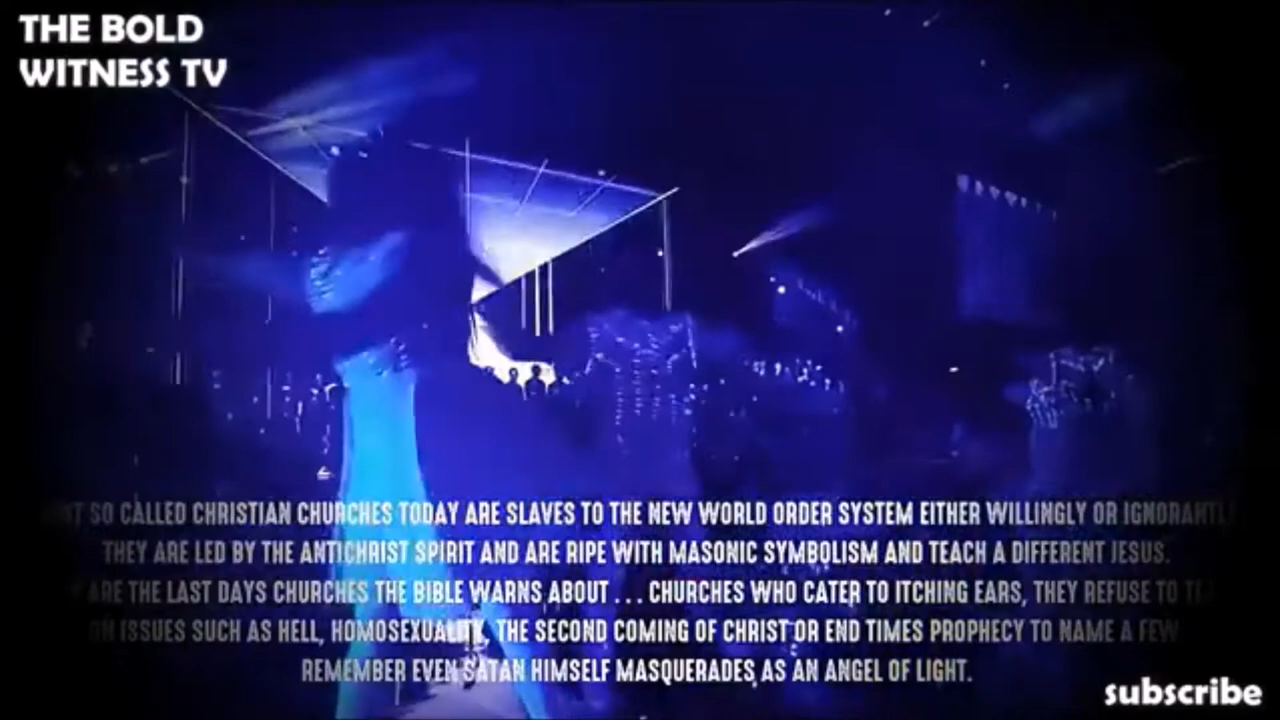 THE BOLD
WITNESS TV
SO CALLED CHRISTIAN CHURCHES TODAY ARE SLAVES TO THE NEW WORLD ORDER SYSTEM EITHER WILLINGLY OR IGNORANTLY
THEY ARE LED BY THE ANTICHRIST SPIRIT AND ARE RIPE WITH MASONIC SYMBOLISM AND TEACH A DIFFERENT JESUS.
ARE THE LAST DAYS CHURCHES THE BIBLE WARNS ABOUT . . . CHURCHES WHO CATER TO ITCHING EARS, THEY REFUSE TO
ON ISSUES SUCH AS HELL, HOMOSEXUALITY, THE SECOND COMING OF CHRIST OR END TIMES PROPHECY TO NAME A FEW
REMEMBER EVEN SATAN HIMSELF MASQUERADES AS AN ANGEL OF LIGHT.
subscribe